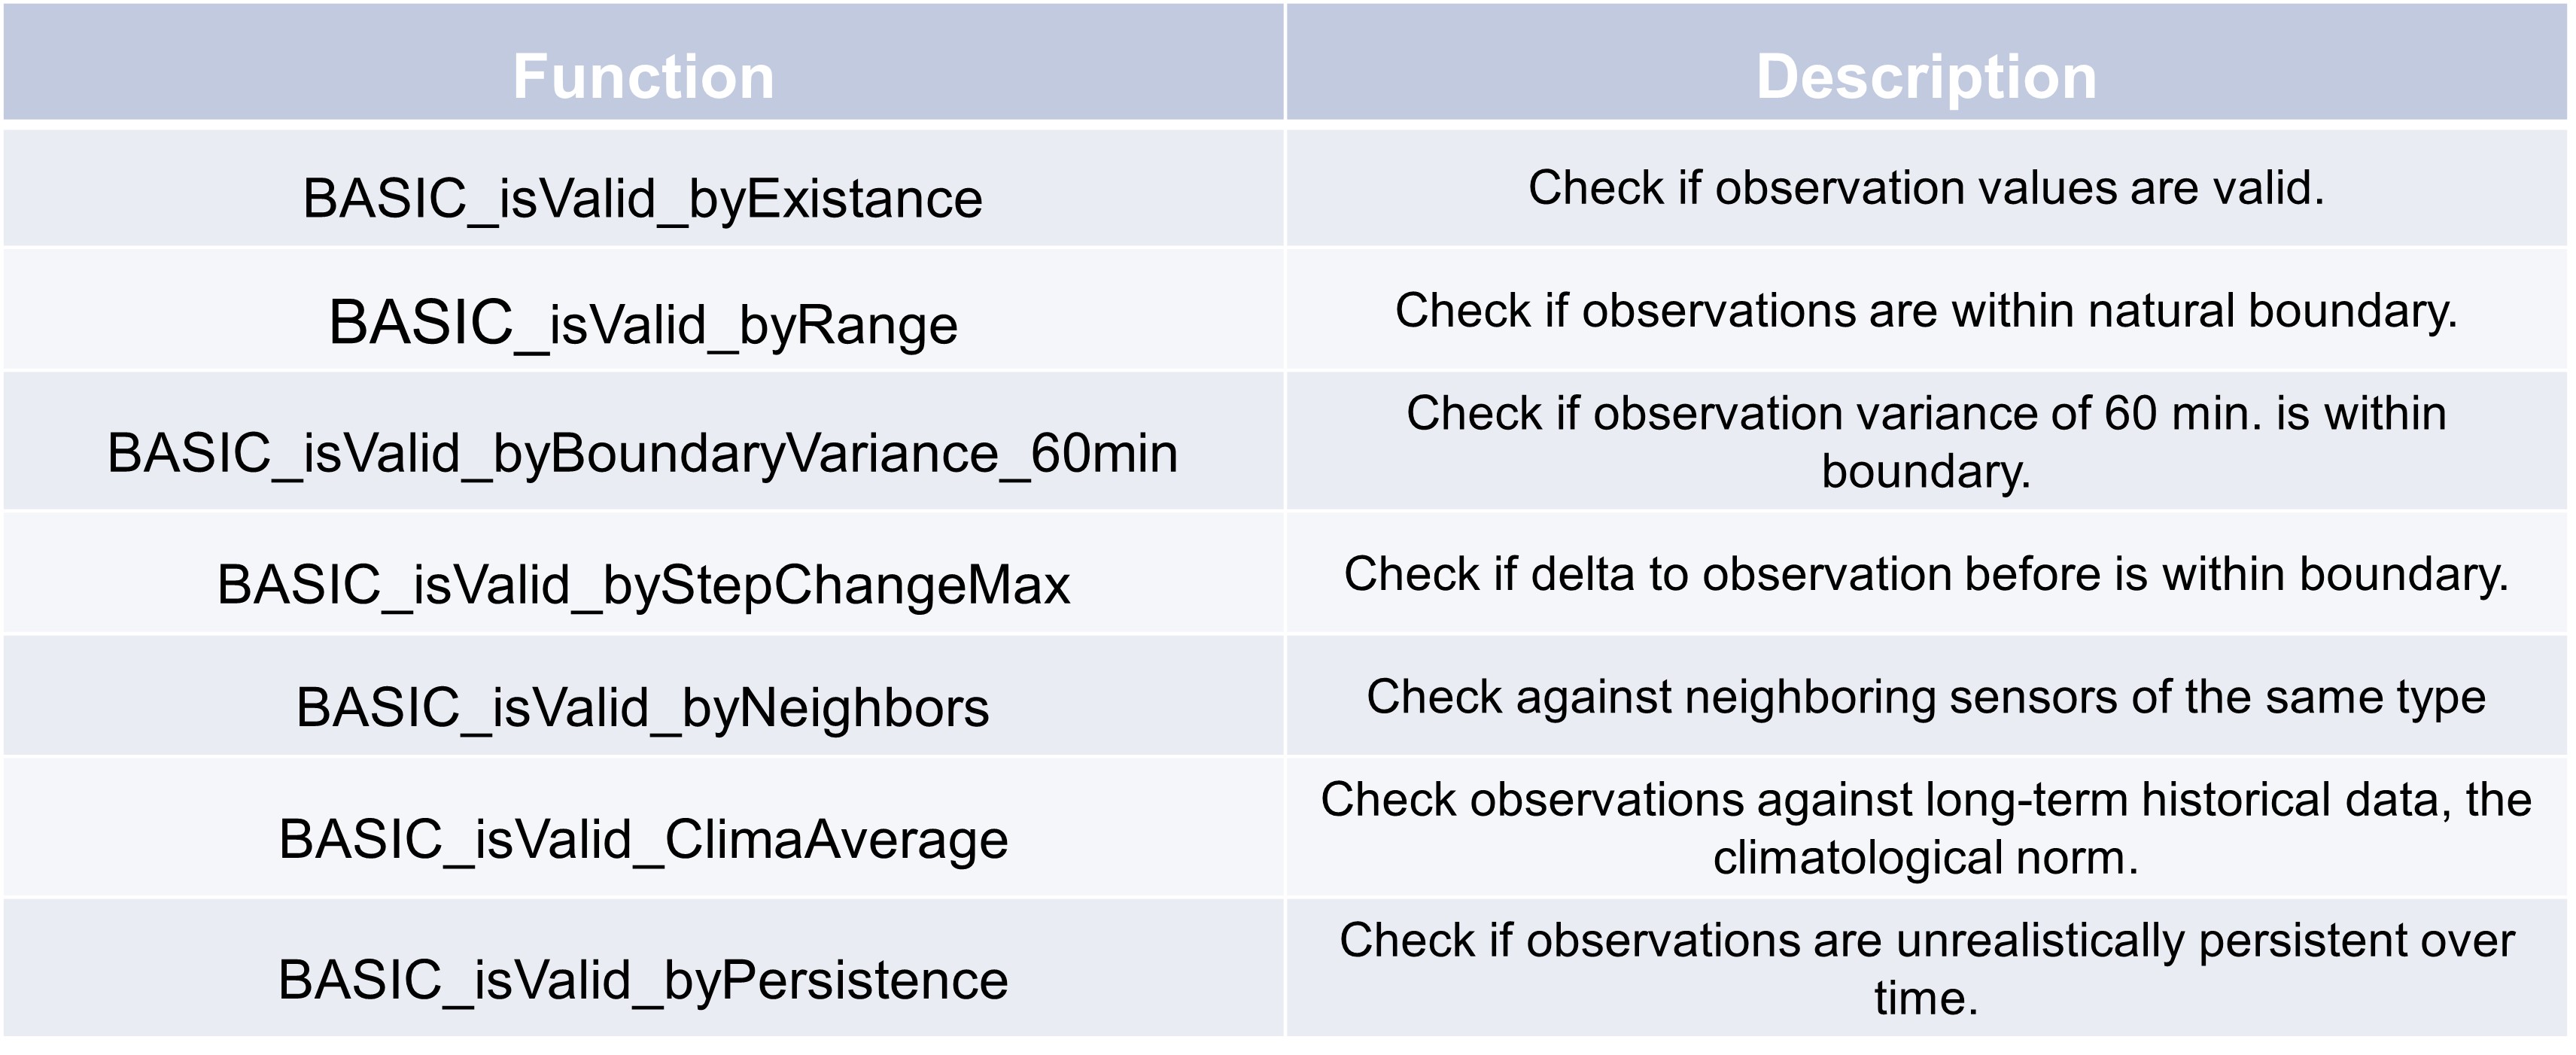 Function
Description
BASIC_isValid_byExistance
Check if observation values are valid.
BASIC_isValid_byRange
Check if observations are within natural boundary.
BASIC_isValid_byBoundaryVariance_60min
Check if observation variance of 60 min. is within
boundary.
BASIC_isValid_byStepChangeMax
Check if delta to observation before is within boundary.
BASIC_isValid_byNeighbors
Check against neighboring sensors of the same type
BASIC_isValid_ClimaAverage
Check observations against long-term historical data, the
climatological norm.
BASIC_isValid_byPersistence
Check if observations are unrealistically persistent over
time.